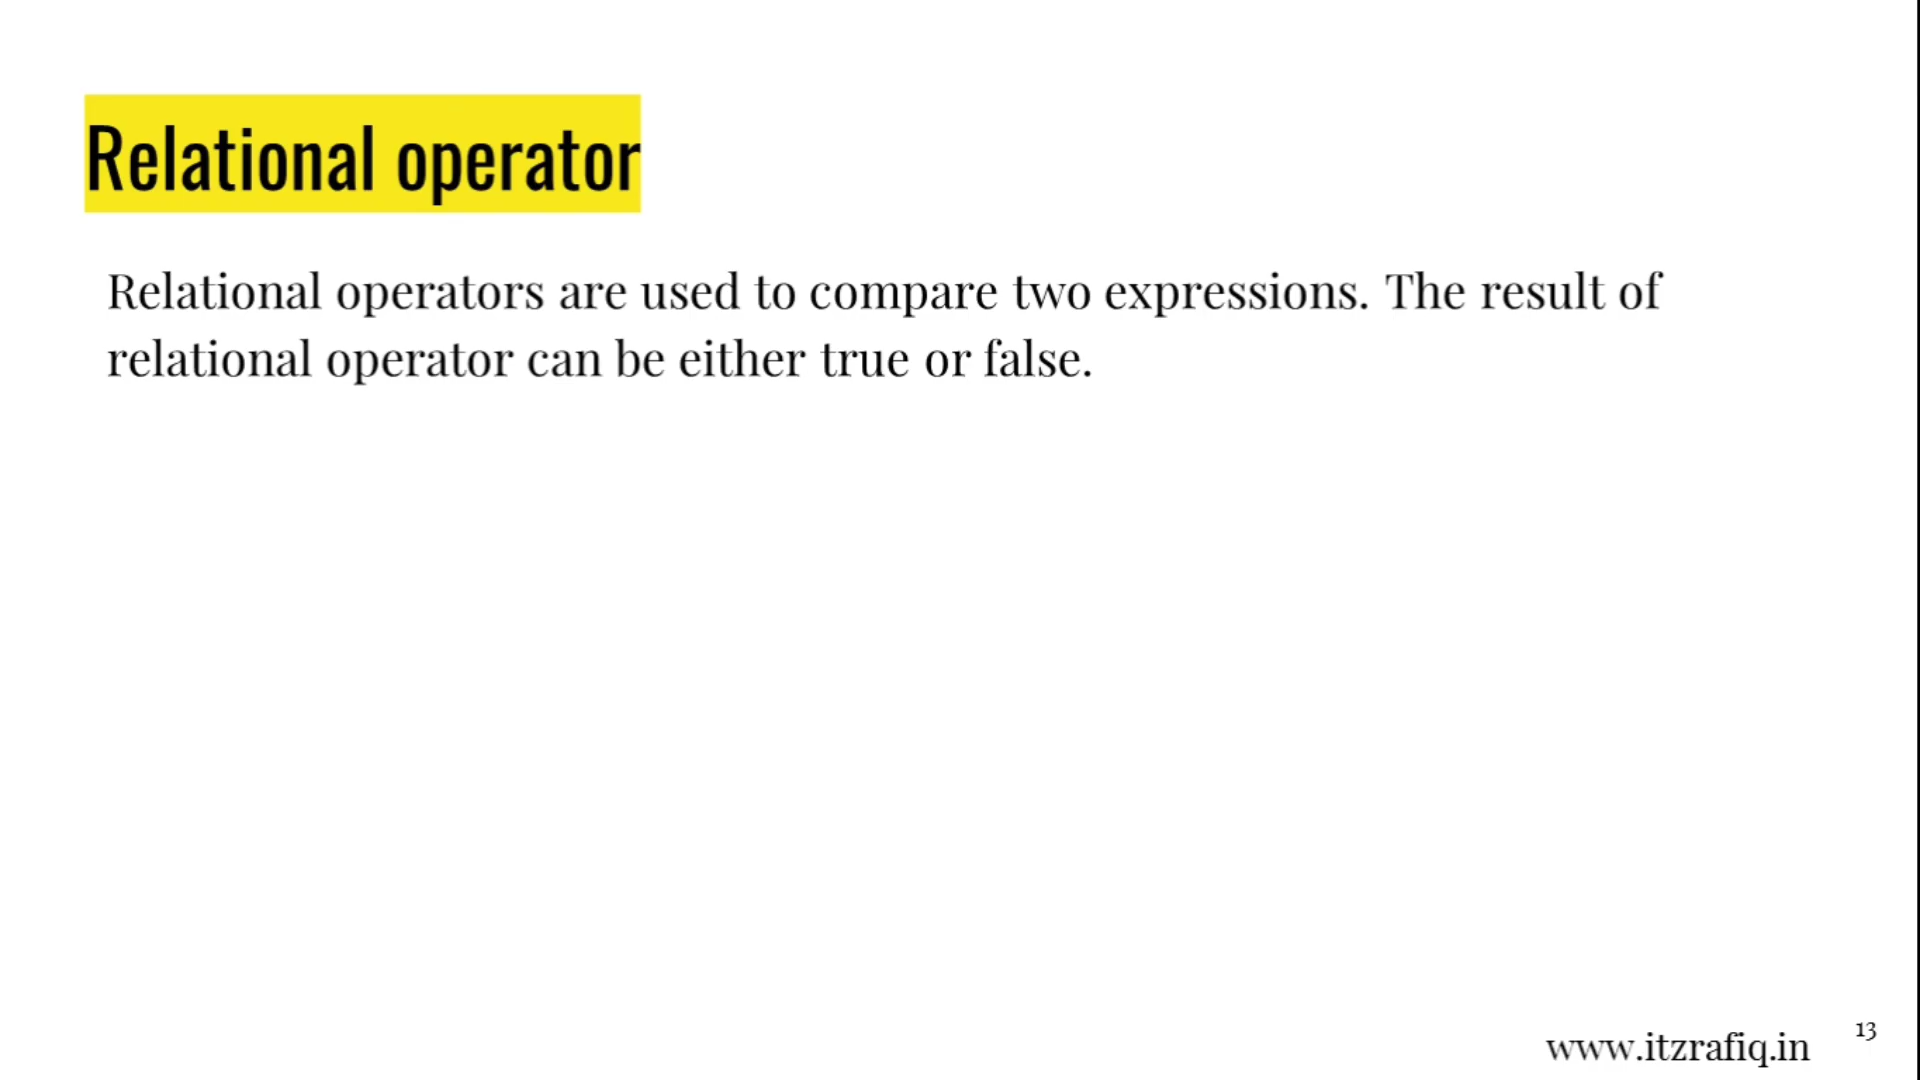 Relational operator
Relational operators are used to compare two expressions. The result of
relational operator can be either true or false.
www.itzrafiq.in
13